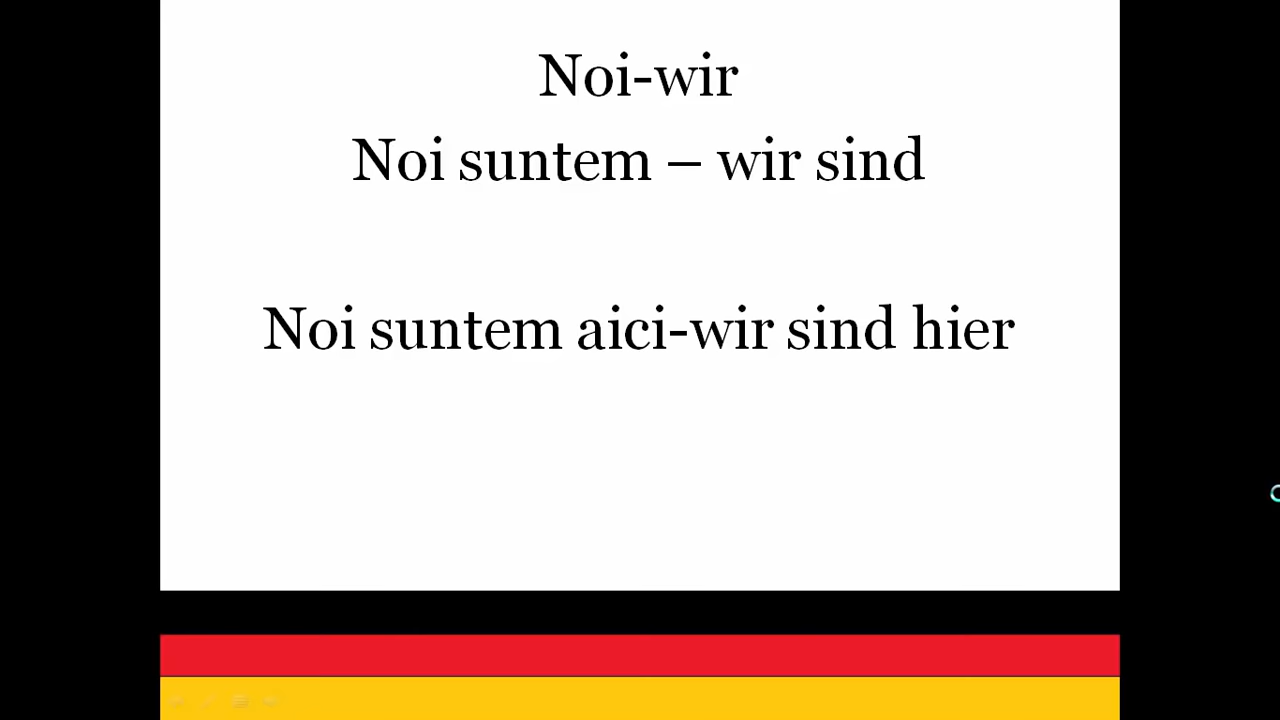 Noi-wir
Noi suntem – wir sind
Noi suntem aici-wir sind hier